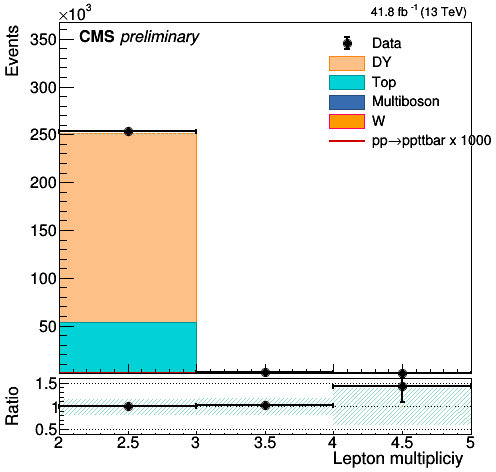 ×10³
41.8 fb⁻¹ (13 TeV)
CMS preliminary
Events
350
300
250
200
150
100
50
Data
DY
Top
Multiboson
W
pp→ppttbar x 1000
Ratio
1.5
1
0.5
2 2.5 3 3.5 4 4.5 5
Lepton multipliciy